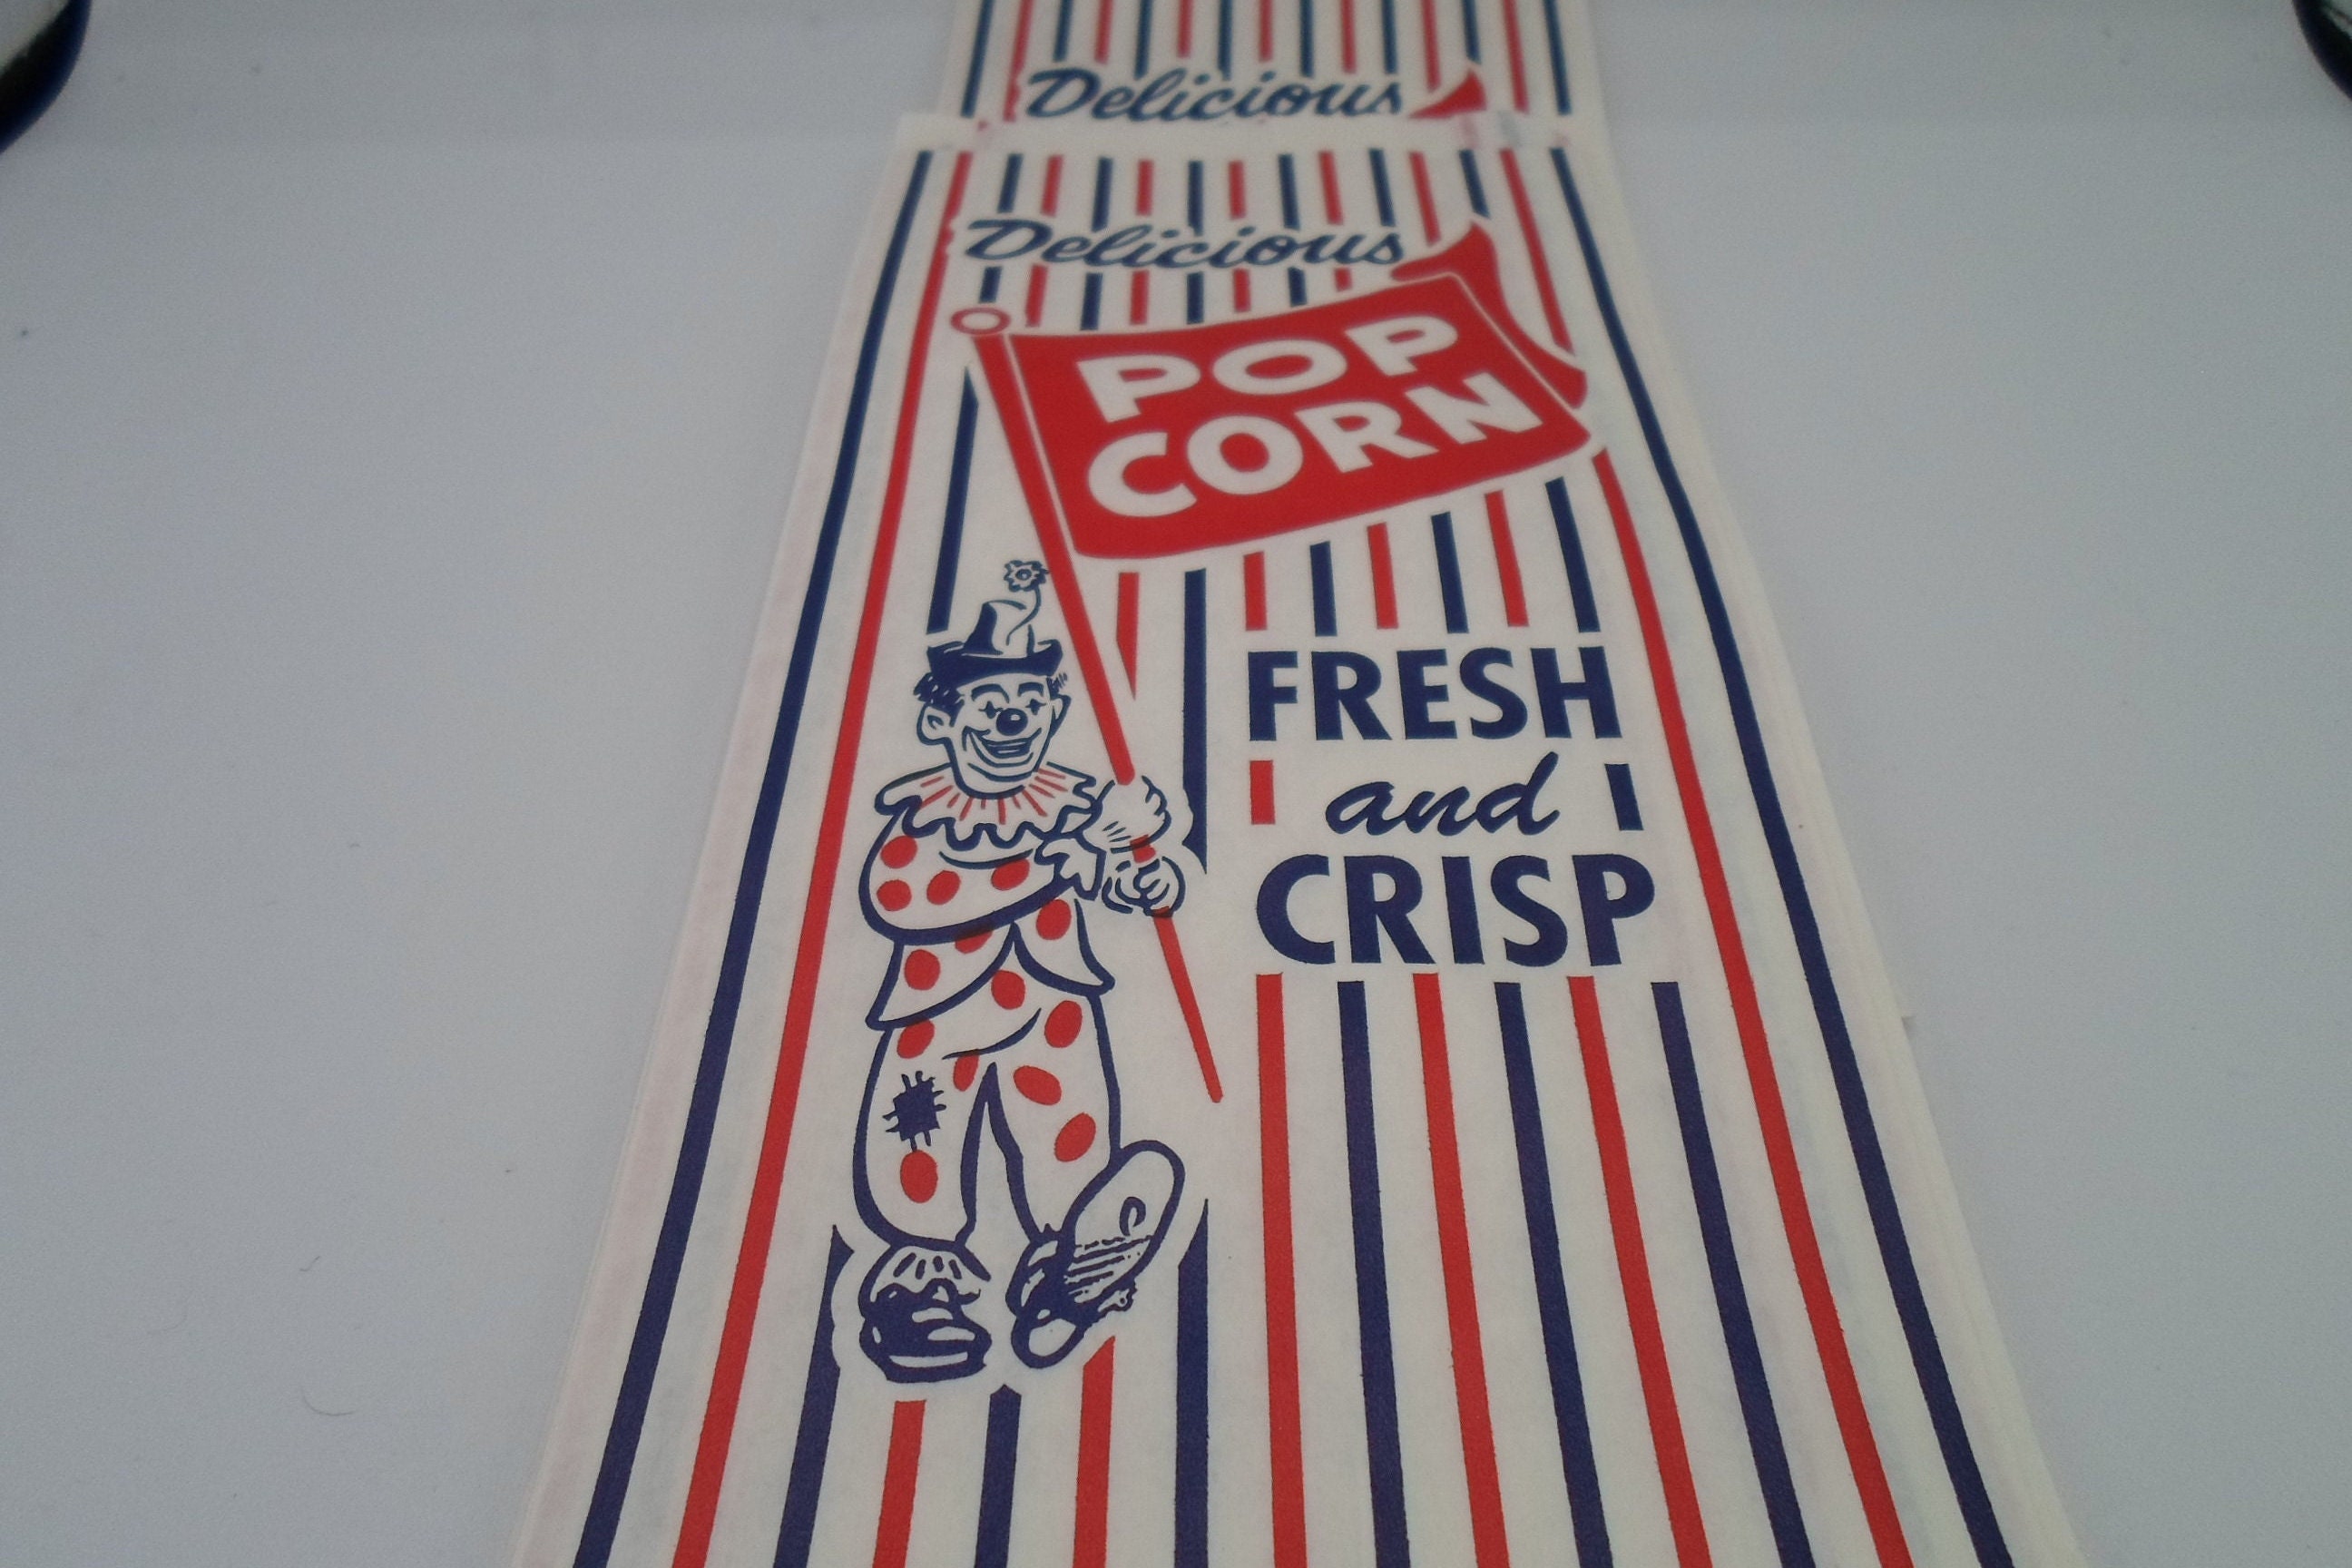 Delicious
Delicious
POP
CORN
FRESH
and
CRISP